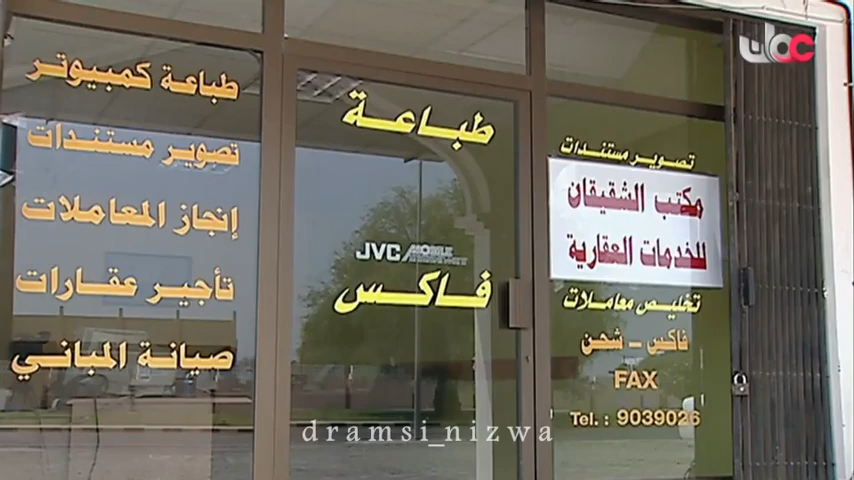 طباعة كمبيوتر
تصوير مستندات
إنجاز المعاملات
تأجير عقارات
صيانة المباني
طباعة
JVC MOBILE
فاكس
تصوير مستندات
مكتب الشقيقان
للخدمات العقارية
تخليص معاملات
فاكس - شحن
FAX
Tel. : 9039026
dramsi_nizwa